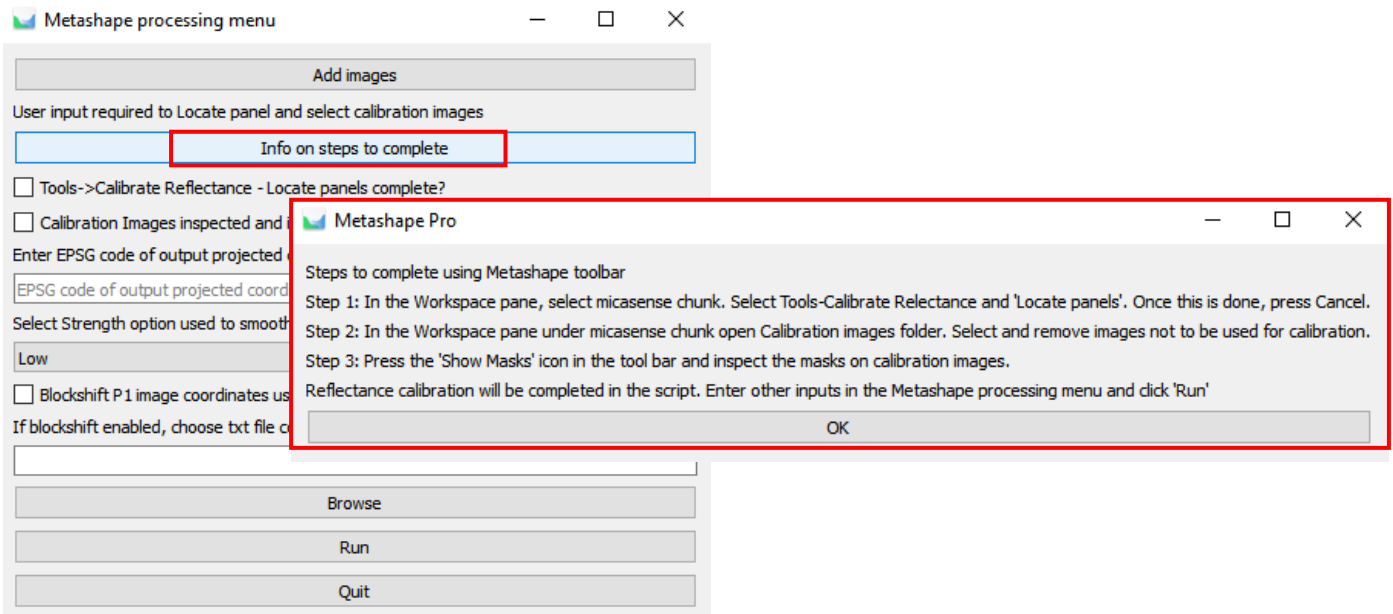 Metashape processing menu
Add images
User input required to Locate panel and select calibration images
Info on steps to complete
Tools->Calibrate Reflectance - Locate panels complete?
Calibration Images inspected and
Enter EPSG code of output projected
EPSG code of output projected coord
Select Strength option used to smooth
Low
Blockshift P1 image coordinates us
If blockshift enabled, choose txt file
Browse
Run
Quit
Metashape Pro
Steps to complete using Metashape toolbar
Step 1: In the Workspace pane, select micasense chunk. Select Tools-Calibrate Relectance and 'Locate panels'. Once this is done, press Cancel.
Step 2: In the Workspace pane under micasense chunk open Calibration images folder. Select and remove images not to be used for calibration.
Step 3: Press the 'Show Masks' icon in the tool bar and inspect the masks on calibration images.
Reflectance calibration will be completed in the script. Enter other inputs in the Metashape processing menu and click 'Run'
OK